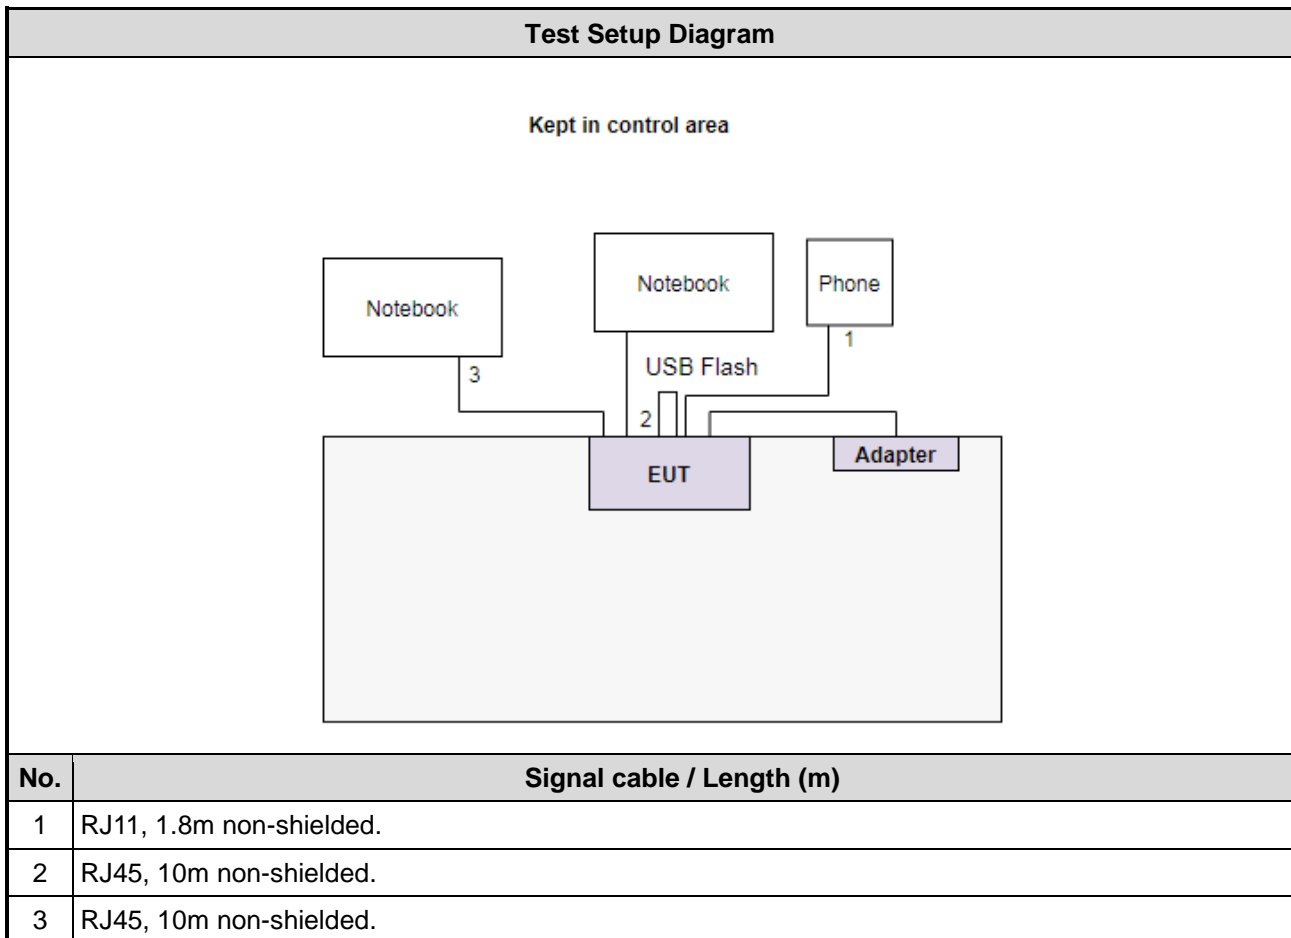 Test Setup Diagram
Kept in control area
Notebook
Notebook
Phone
1
3
USB Flash
2
EUT
Adapter
No. Signal cable / Length (m)
1 RJ11, 1.8m non-shielded.
2 RJ45, 10m non-shielded.
3 RJ45, 10m non-shielded.